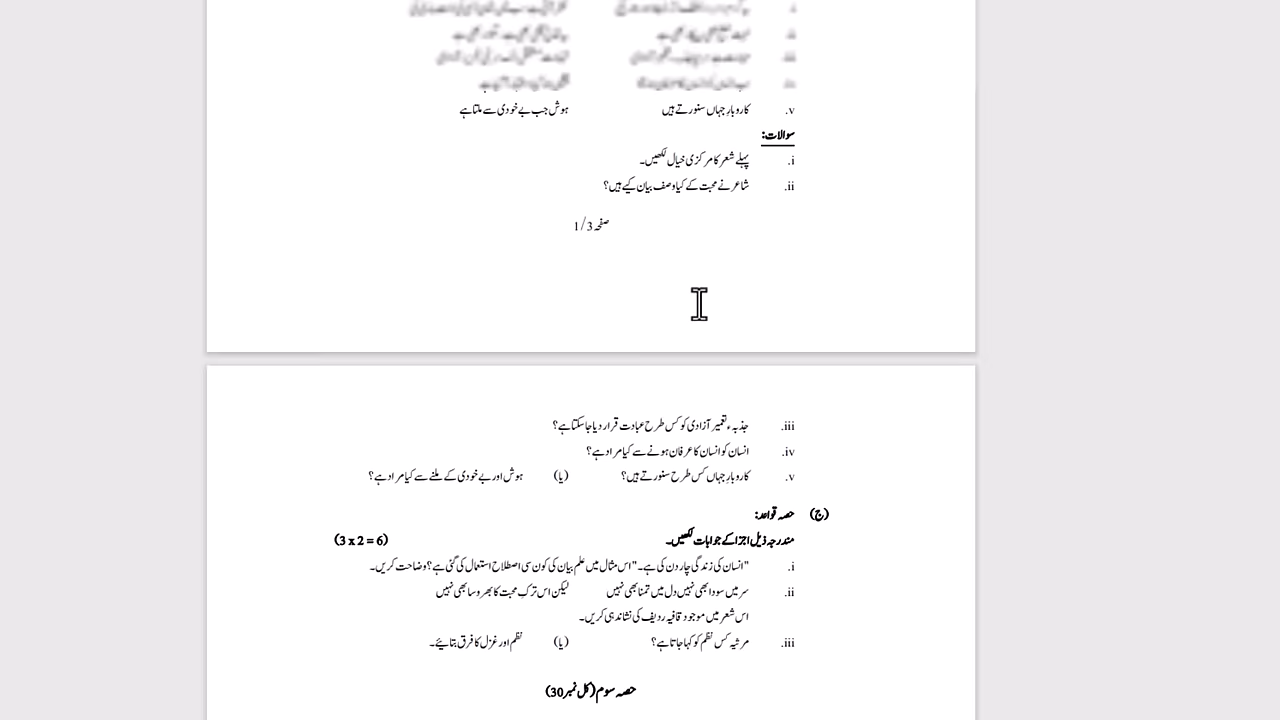 v. کاروبارِ جہاں سنورتے ہیں ہوش جب بے خودی سے ملتا ہے
سوالات:
i. پہلے شعر کا مرکزی خیال لکھیں۔
ii. شاعر نے محبت کے کیا وصف بیان کیے ہیں؟
صفحہ 1/3
iii. جذبہءتعمیر آزادی کو کس طرح عبادت قرار دیا جا سکتا ہے؟
iv. انسان کو انسان کا عرفان ہونے سے کیا مراد ہے؟
v. کاروبارِ جہاں کس طرح سنورتے ہیں؟ (یا) ہوش اور بے خودی کے ملنے سے کیا مراد ہے؟
(ج) حصہ قواعد:
مندرجہ ذیل اجزا کے جوابات لکھیں۔ (3 x 2 = 6)
i. "انسان کی زندگی چار دن کی ہے۔" اس مثال میں علم بیان کی کون سی اصطلاح استعمال کی گئی ہے؟ وضاحت کریں۔
ii. سر میں سودا بھی نہیں دل میں تمنا بھی نہیں لیکن اس ترکِ محبت کا بھروسا بھی نہیں
اس شعر میں موجود قافیہ ردیف کی نشاندہی کریں۔
iii. مرثیہ کس نظم کو کہا جاتا ہے؟ (یا) نظم اور غزل کا فرق بتائیے۔
حصہ سوم (کل نمبر 30)